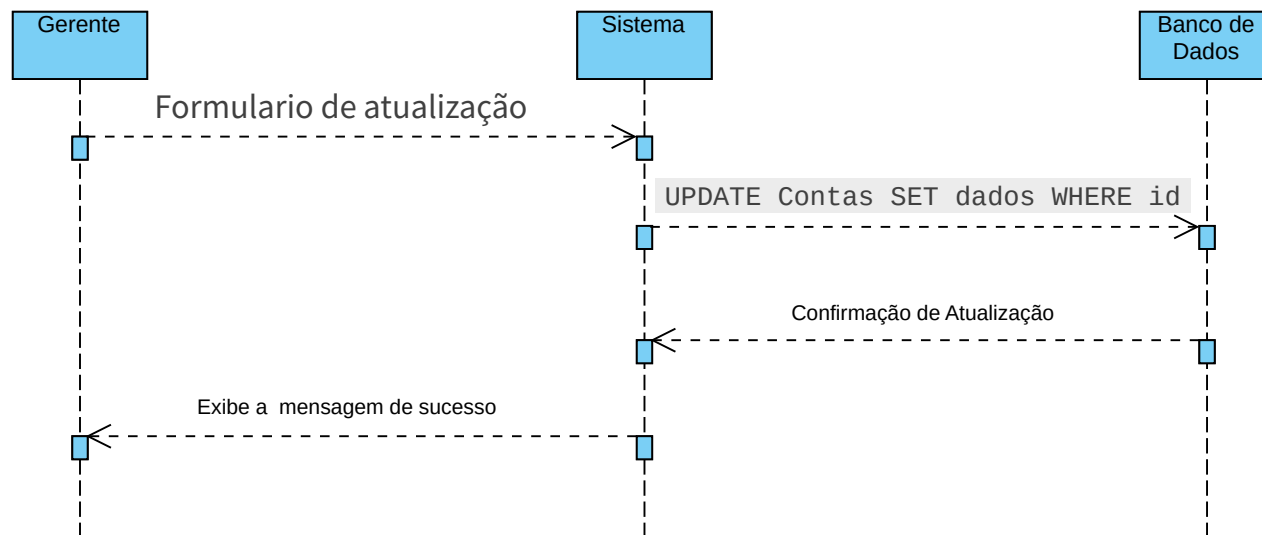 Gerente
Sistema
Banco de
Dados
Formulario de atualização
UPDATE Contas SET dados WHERE id
Confirmação de Atualização
Exibe a  mensagem de sucesso